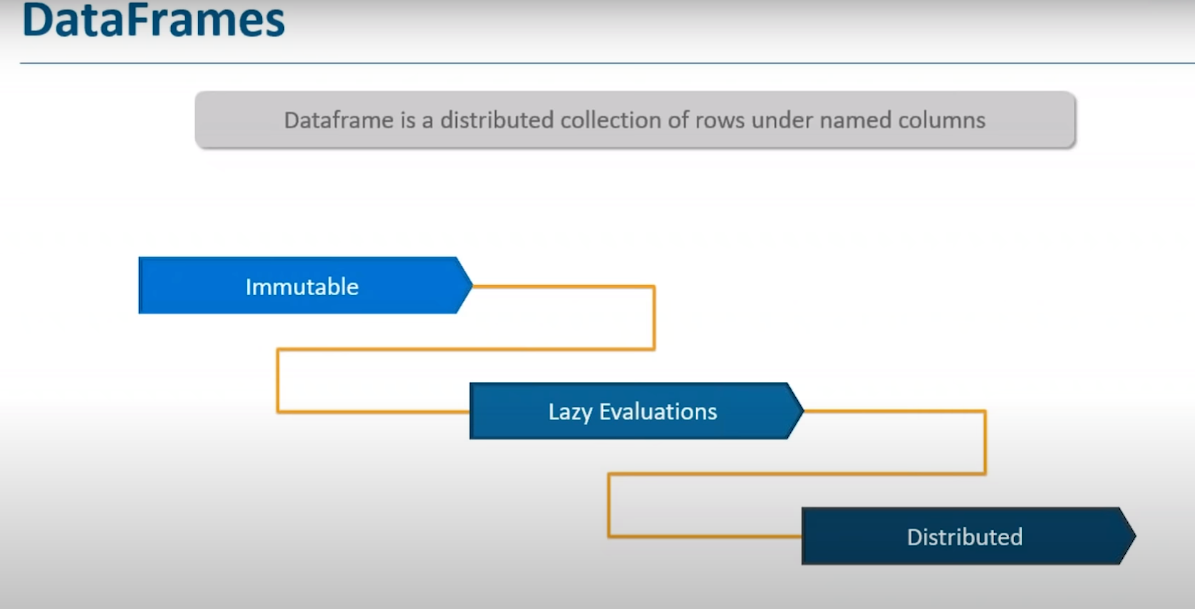 DataFrames
Dataframe is a distributed collection of rows under named columns
Immutable
Lazy Evaluations
Distributed